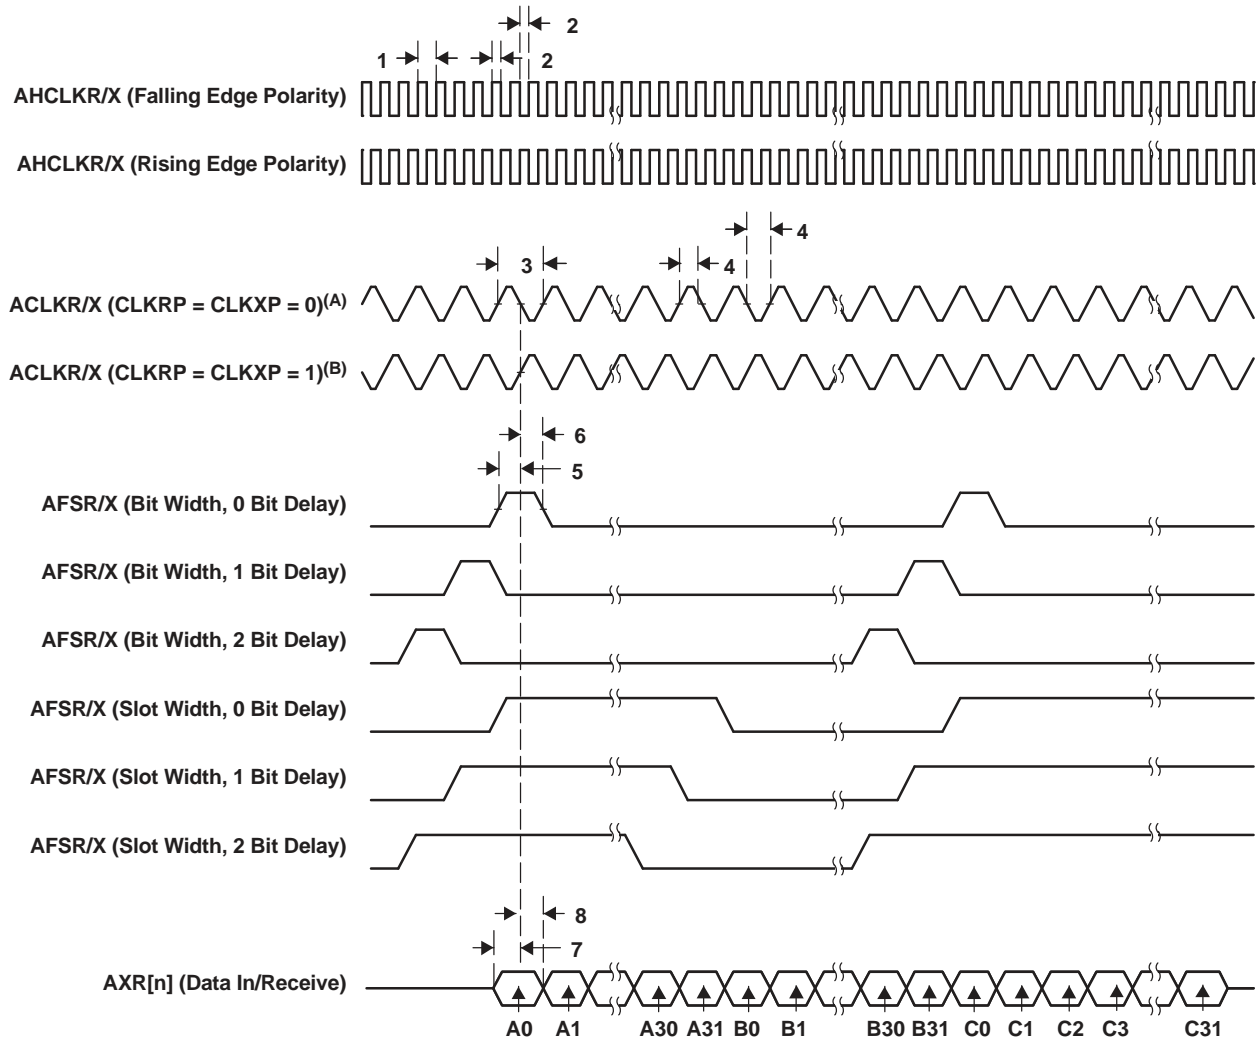 2
1
2
AHCLKR/X (Falling Edge Polarity)
AHCLKR/X (Rising Edge Polarity)
4
3
4
ACLKR/X (CLKRP = CLKXP = 0)(A)
ACLKR/X (CLKRP = CLKXP = 1)(B)
6
5
AFSR/X (Bit Width, 0 Bit Delay)
AFSR/X (Bit Width, 1 Bit Delay)
AFSR/X (Bit Width, 2 Bit Delay)
AFSR/X (Slot Width, 0 Bit Delay)
AFSR/X (Slot Width, 1 Bit Delay)
AFSR/X (Slot Width, 2 Bit Delay)
8
7
AXR[n] (Data In/Receive)
A0 A1 A30 A31 B0 B1 B30 B31 C0 C1 C2 C3 C31